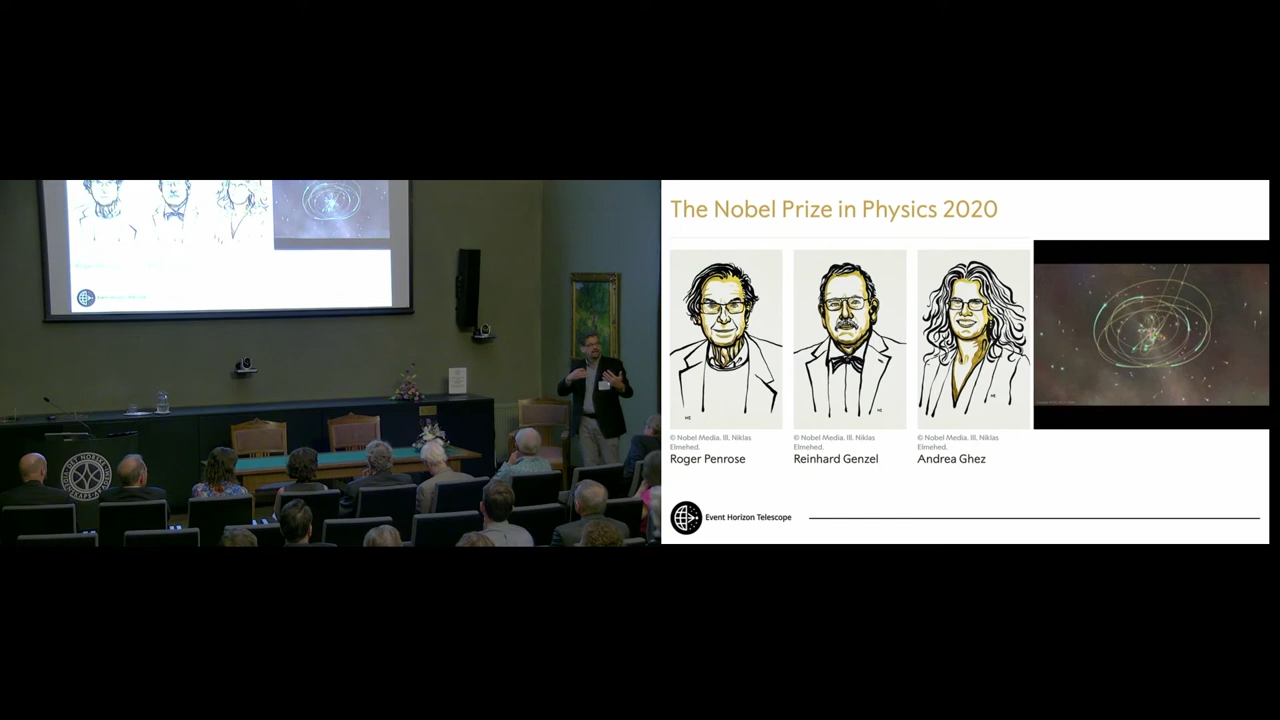 The Nobel Prize in Physics 2020
© Nobel Media. Ill. Niklas
Elmehed.
Roger Penrose
© Nobel Media. Ill. Niklas
Elmehed.
Reinhard Genzel
© Nobel Media. Ill. Niklas
Elmehed.
Andrea Ghez
Event Horizon Telescope